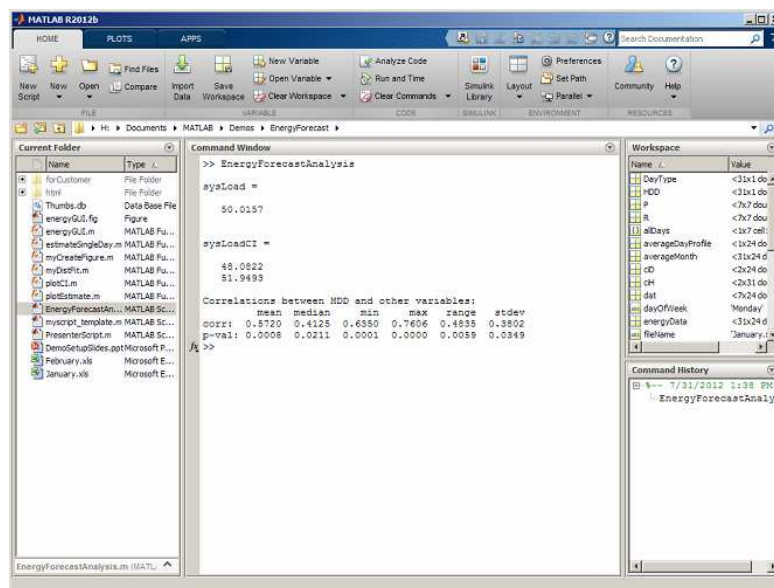 MATLAB R2012b
HOME PLOTS APPS
Search Documentation
New Script
New
Open
Find Files
Compare
Import Data
Save Workspace
New Variable
Open Variable
Clear Workspace
Analyze Code
Run and Time
Clear Commands
Simulink Library
Layout
Preferences
Set Path
Parallel
Community
Help
FILE VARIABLE CODE SIMULINK ENVIRONMENT RESOURCES
H: Documents MATLAB Demos EnergyForecast
Current Folder
Name Type
forCustomer File Folder
html File Folder
Thumbs.db Data Base File
energyGUI.fig Figure
energyGUI.m MATLAB Fu...
estimateSingleDay.m MATLAB Fu...
myCreateFigure.m MATLAB Fu...
myDistFit.m MATLAB Fu...
plotCI.m MATLAB Fu...
plotEstimate.m MATLAB Fu...
EnergyForecastAn... MATLAB Sc...
myscript_template.m MATLAB Sc...
PresenterScript.m MATLAB Sc...
DemoSetupSlides.ppt Microsoft P...
February.xls Microsoft E...
January.xls Microsoft E...
EnergyForecastAnalysis.m (MATL
Command Window
>> EnergyForecastAnalysis
sysLoad =
50.0157
sysLoadCI =
48.0822
51.9493
Correlations between HDD and other variables:
mean median min max range stdev
corr: 0.5720 0.4125 0.6350 0.7606 0.4835 0.3802
p-val: 0.0008 0.0211 0.0001 0.0000 0.0059 0.0349
fx >>
Workspace
Name Value
DayType <31x1 do
HDD <31x1 do
P <7x7 dou
R <7x7 dou
allDays <1x7 cell
averageDayProfile <1x24 do
averageMonth <31x24 d
ciD <2x24 do
ciH <2x31 do
dat <7x24 do
dayOfWeek 'Monday'
energyData <31x24 d
fileName 'January.
Command History
%-- 7/31/2012 1:38 PM
EnergyForecastAnaly